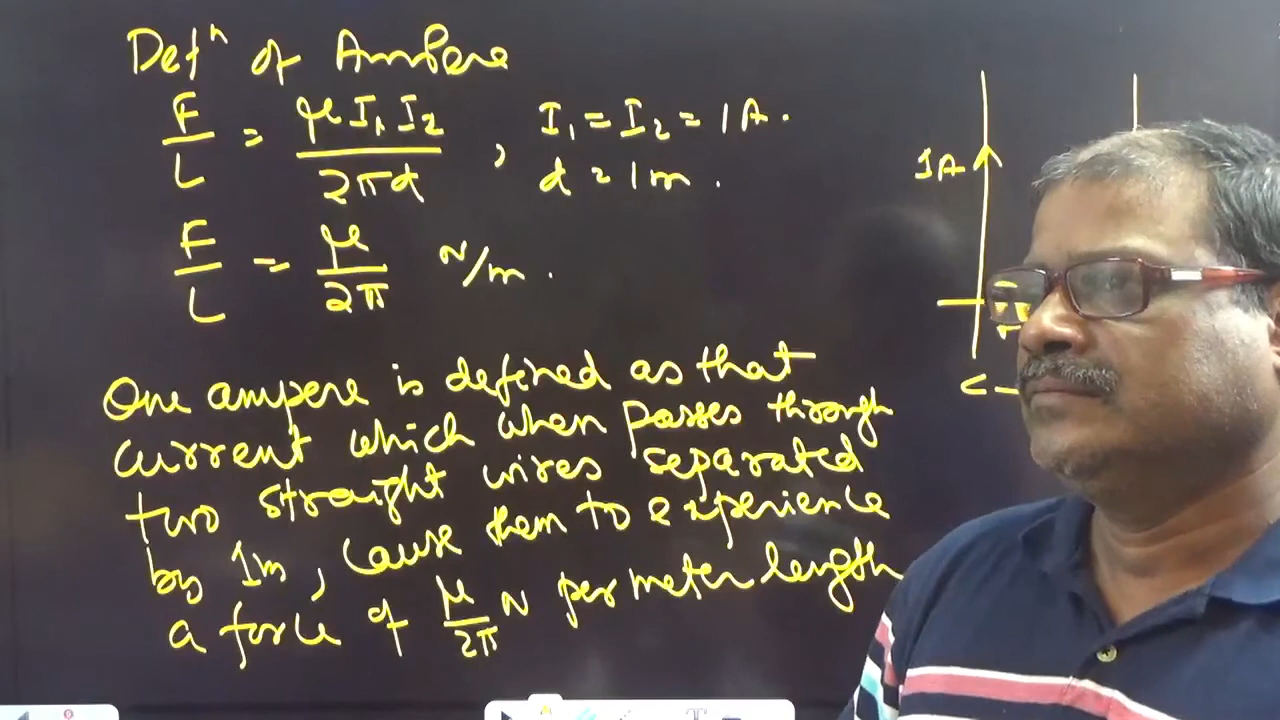 Defⁿ of Ampere
F/L = μI₁I₂/2πd , I₁ = I₂ = 1A.
d = 1m.
F/L = μ/2π N/m.
1A
One ampere is defined as that
current which when passes through
two straight wires separated
by 1m, cause them to experience
a force of μ/2π N per meter length